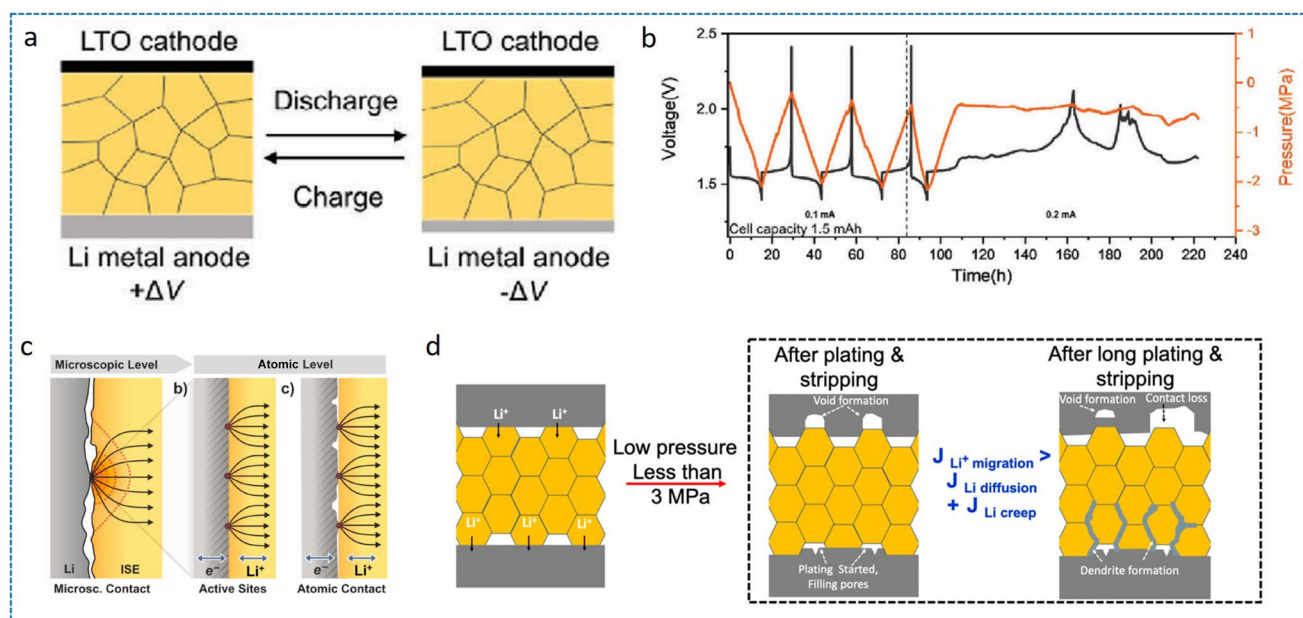 a
LTO cathode
LTO cathode
Discharge
Charge
Li metal anode
+ΔV
Li metal anode
-ΔV
b
2.5
2.0
1.5
Voltage(V)
1
0
-1
-2
-3
Pressure(MPa)
0.1 mA
0.2 mA
Cell capacity 1.5 mAh
0 20 40 60 80 100 120 140 160 180 200 220 240
Time(h)
c
Microscopic Level
Atomic Level
b)
c)
Li
ISE
e⁻
Li⁺
e⁻
Li⁺
Microsc. Contact
Active Sites
Atomic Contact
d
Li⁺
Li⁺
Li⁺
Li⁺
Li⁺
Low pressure
Less than
3 MPa
After plating &
stripping
Void formation
Plating Started,
Filling pores
J Li⁺ migration >
J Li diffusion
+ J Li creep
After long plating &
stripping
Void formation
Contact
loss
Dendrite formation